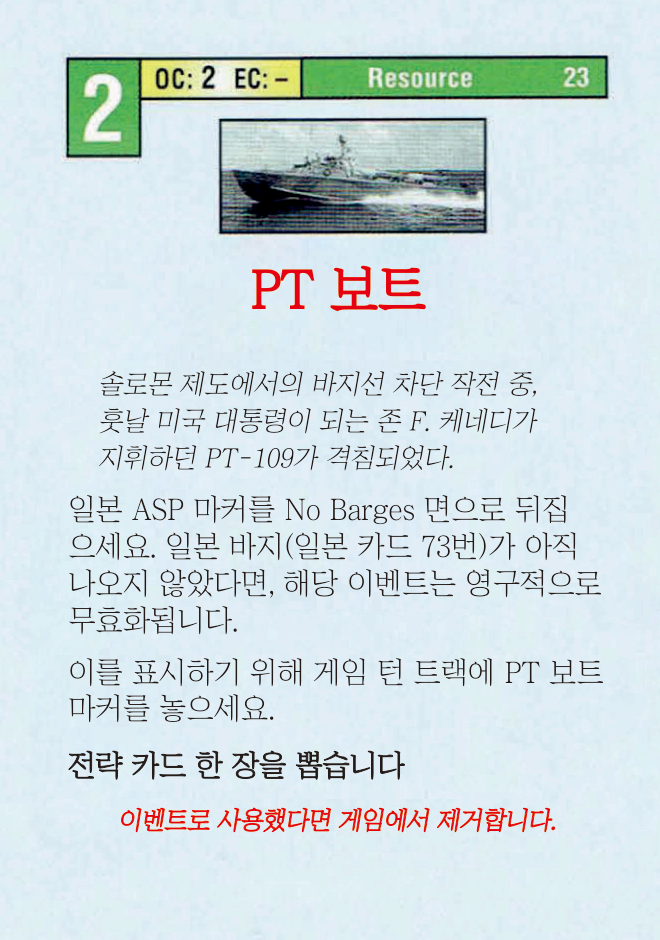 2
OC: 2 EC: –
Resource
23
PT 보트
솔로몬 제도에서의 바지선 차단 작전 중,
훗날 미국 대통령이 되는 존 F. 케네디가
지휘하던 PT-109가 격침되었다.
일본 ASP 마커를 No Barges 면으로 뒤집
으세요. 일본 바지(일본 카드 73번)가 아직
나오지 않았다면, 해당 이벤트는 영구적으로
무효화됩니다.
이를 표시하기 위해 게임 턴 트랙에 PT 보트
마커를 놓으세요.
전략 카드 한 장을 뽑습니다
이벤트로 사용했다면 게임에서 제거합니다.